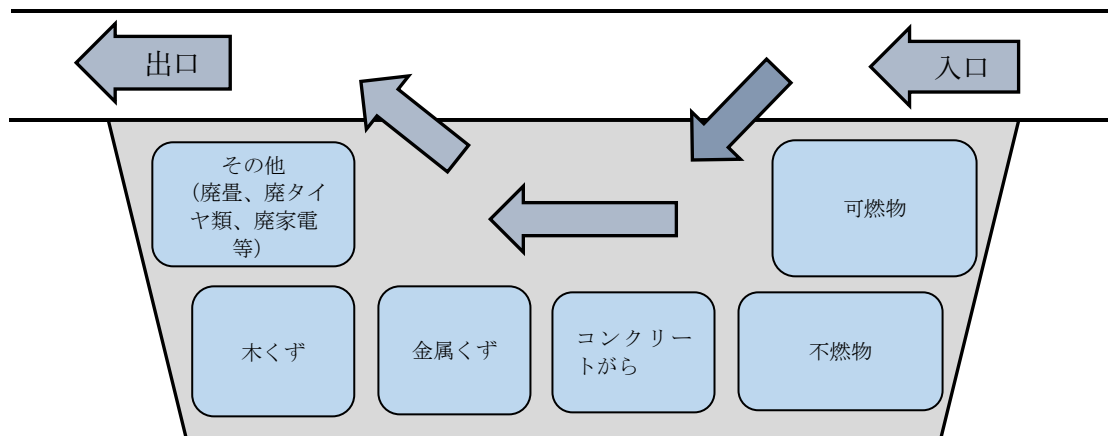 出口
入口
その他
(廃畳、廃タイ
ヤ類、廃家電
等)
可燃物
木くず
金属くず
コンクリー
トがら
不燃物